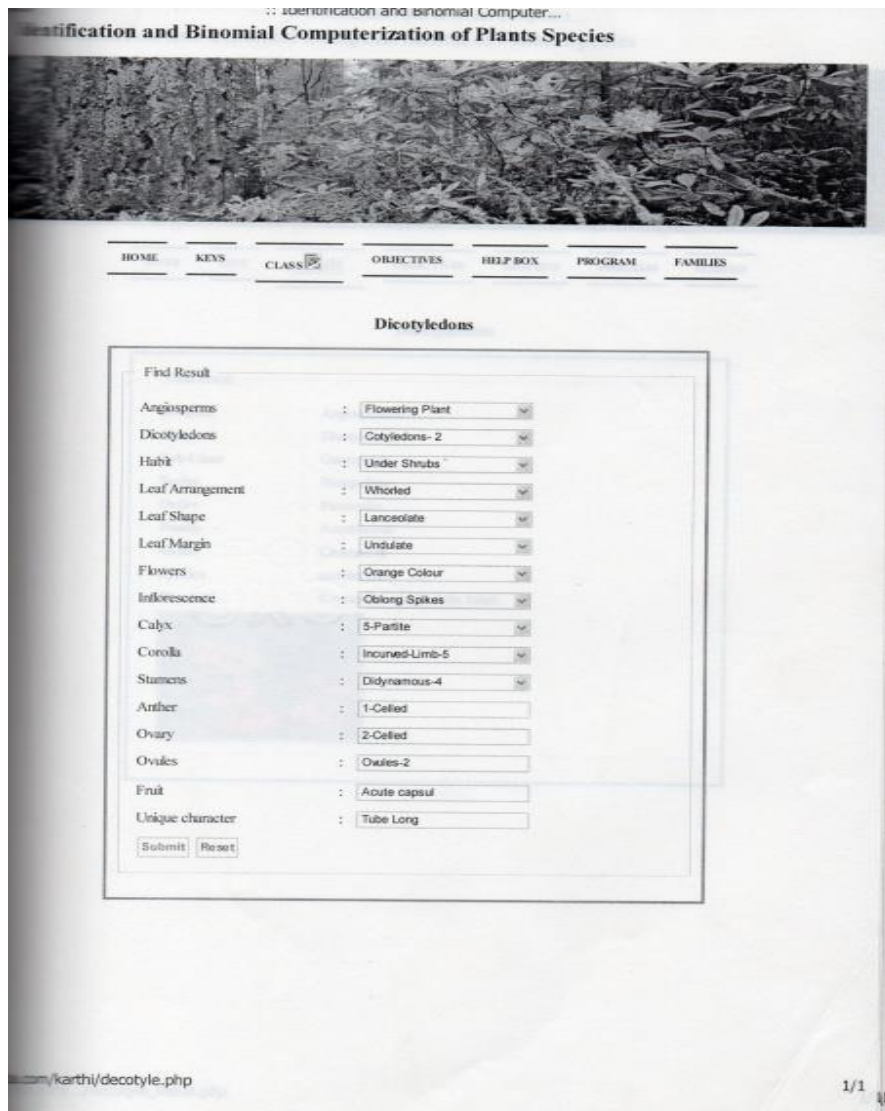 :: Identification and Binomial Computer...
entification and Binomial Computerization of Plants Species
HOME KEYS CLASS OBJECTIVES HELP BOX PROGRAM FAMILIES
Dicotyledons
Find Result
Angiosperms : Flowering Plant
Dicotyledons : Cotyledons- 2
Habit : Under Shrubs
Leaf Arrangement : Whorled
Leaf Shape : Lanceolate
Leaf Margin : Undulate
Flowers : Orange Colour
Inflorescence : Oblong Spikes
Calyx : 5-Partite
Corolla : Incurved-Limb-5
Stamens : Didynamous-4
Anther : 1-Celled
Ovary : 2-Celled
Ovules : Ovules-2
Fruit : Acute capsul
Unique character : Tube Long
Submit Reset
.com/karthi/decotyle.php
1/1